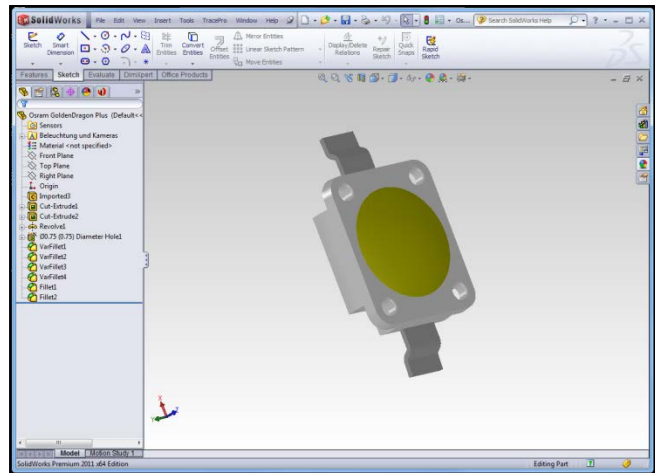 SolidWorks File Edit View Insert Tools TracePro Window Help Os... Search SolidWorks Help
Sketch Smart Dimension Trim Entities Convert Entities Offset Entities Mirror Entities Linear Sketch Pattern Move Entities Display/Delete Relations Repair Sketch Quick Snaps Rapid Sketch
Features Sketch Evaluate DimXpert Office Products
Osram GoldenDragon Plus (Default<<
Sensors
Beleuchtung und Kameras
Material <not specified>
Front Plane
Top Plane
Right Plane
Origin
Imported3
Cut-Extrude1
Cut-Extrude2
Revolve1
Ø0.75 (0.75) Diameter Hole1
VarFillet1
VarFillet2
VarFillet3
VarFillet4
Fillet1
Fillet2
Model Motion Study 1
SolidWorks Premium 2011 x64 Edition Editing Part